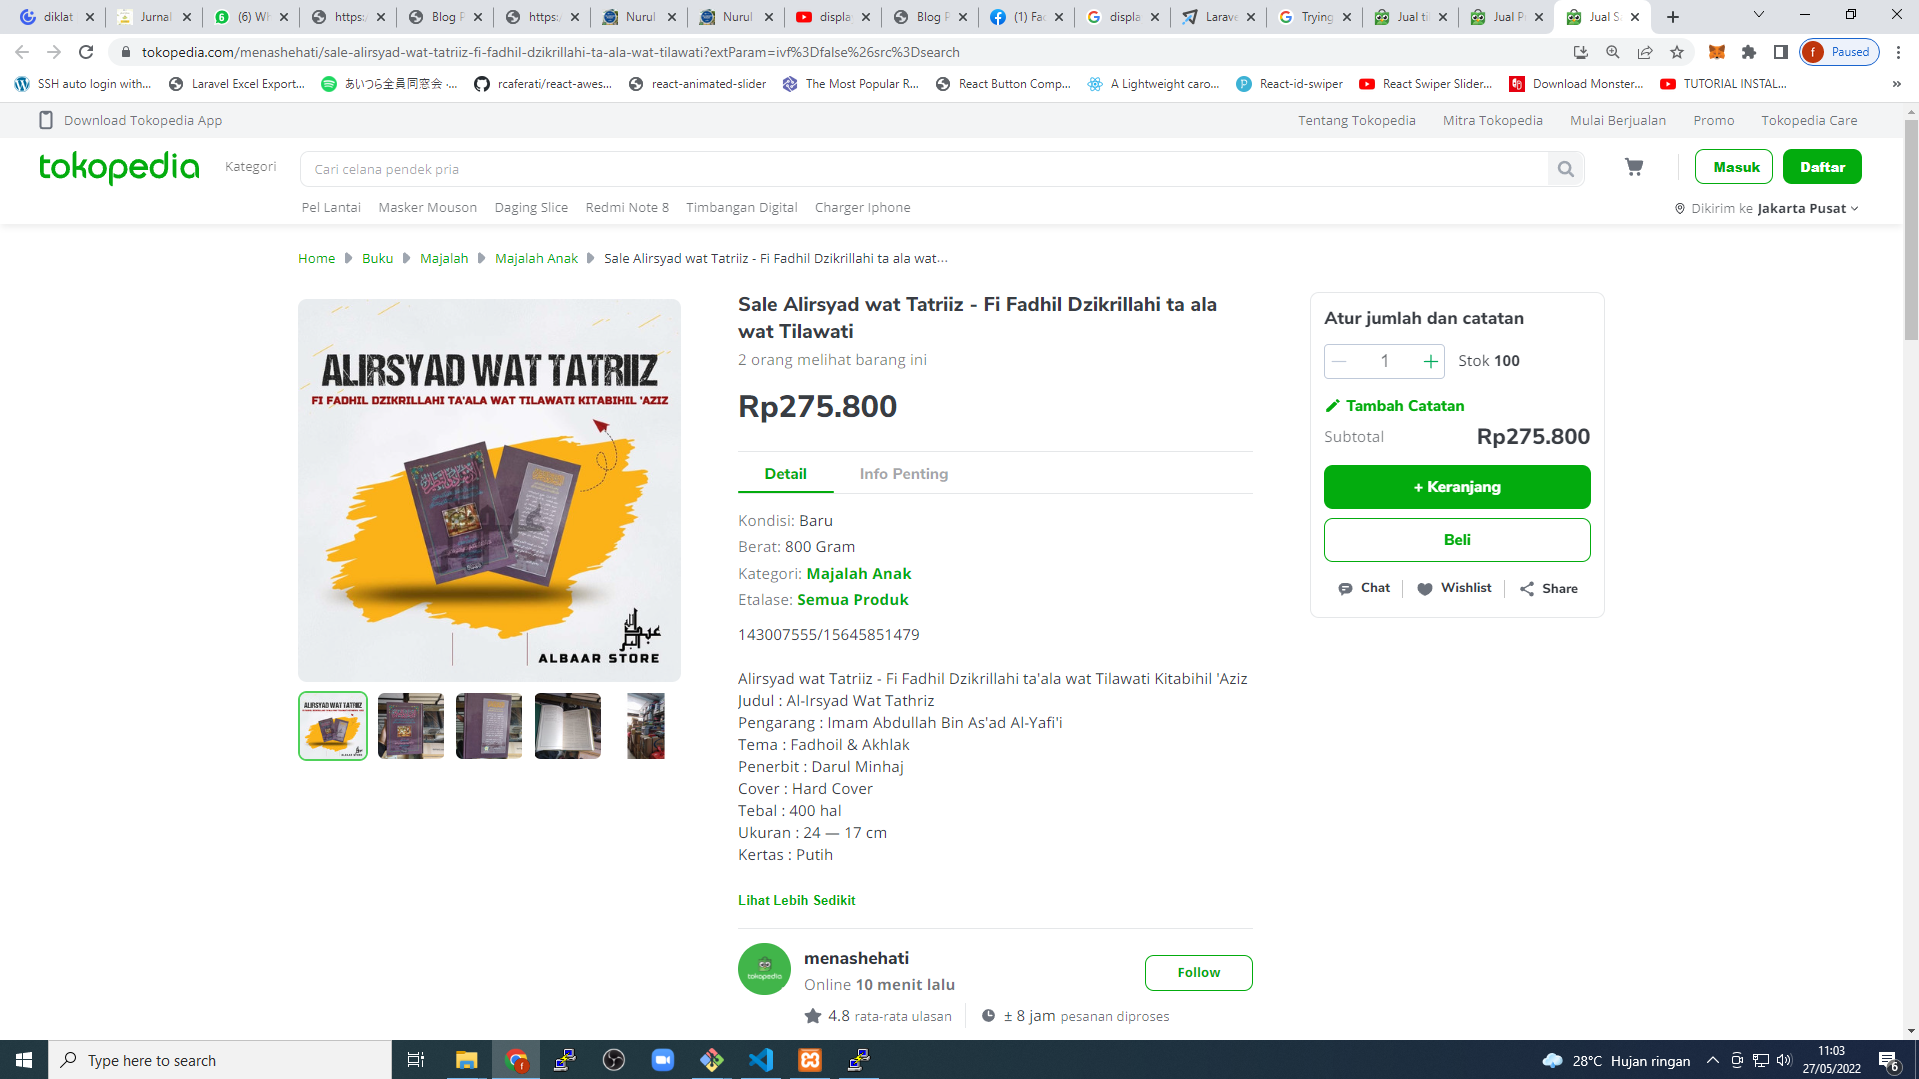 diklat
Jurnal
(6) Wh
https:/
Blog P
https:/
Nurul
Nurul
displa
Blog P
(1) Fac
displa
Larave
Trying
Jual ti
Jual P
Jual S
tokopedia.com/menashehati/sale-alirsyad-wat-tatriiz-fi-fadhil-dzikrillahi-ta-ala-wat-tilawati?extParam=ivf%3Dfalse%26src%3Dsearch
f Paused
SSH auto login with...
Laravel Excel Export...
あいつら全員同窓会 -...
rcaferati/react-awes...
react-animated-slider
The Most Popular R...
React Button Comp...
A Lightweight caro...
React-id-swiper
React Swiper Slider...
Download Monster...
TUTORIAL INSTAL...
»
Download Tokopedia App
Tentang Tokopedia
Mitra Tokopedia
Mulai Berjualan
Promo
Tokopedia Care
tokopedia
Kategori
Cari celana pendek pria
Masuk
Daftar
Pel Lantai
Masker Mouson
Daging Slice
Redmi Note 8
Timbangan Digital
Charger Iphone
Dikirim ke Jakarta Pusat
Home
Buku
Majalah
Majalah Anak
Sale Alirsyad wat Tatriiz - Fi Fadhil Dzikrillahi ta ala wat...
ALIRSYAD WAT TATRIIZ
FI FADHIL DZIKRILLAHI TA'ALA WAT TILAWATI KITABIHIL 'AZIZ
ALBAAR STORE
Sale Alirsyad wat Tatriiz - Fi Fadhil Dzikrillahi ta ala
wat Tilawati
2 orang melihat barang ini
Rp275.800
Detail
Info Penting
Kondisi: Baru
Berat: 800 Gram
Kategori: Majalah Anak
Etalase: Semua Produk
143007555/15645851479
Alirsyad wat Tatriiz - Fi Fadhil Dzikrillahi ta'ala wat Tilawati Kitabihil 'Aziz
Judul : Al-Irsyad Wat Tathriz
Pengarang : Imam Abdullah Bin As'ad Al-Yafi'i
Tema : Fadhoil & Akhlak
Penerbit : Darul Minhaj
Cover : Hard Cover
Tebal : 400 hal
Ukuran : 24 — 17 cm
Kertas : Putih
Lihat Lebih Sedikit
tokopedia
menashehati
Online 10 menit lalu
Follow
4.8 rata-rata ulasan
± 8 jam pesanan diproses
Atur jumlah dan catatan
1
Stok 100
Tambah Catatan
Subtotal
Rp275.800
+ Keranjang
Beli
Chat
Wishlist
Share
Type here to search
28°C Hujan ringan
11:03
27/05/2022
6